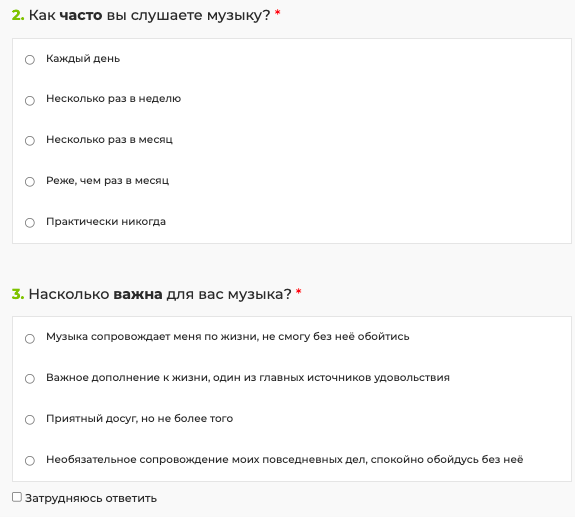 2. Как часто вы слушаете музыку? *
Каждый день
Несколько раз в неделю
Несколько раз в месяц
Реже, чем раз в месяц
Практически никогда
3. Насколько важна для вас музыка? *
Музыка сопровождает меня по жизни, не смогу без неё обойтись
Важное дополнение к жизни, один из главных источников удовольствия
Приятный досуг, но не более того
Необязательное сопровождение моих повседневных дел, спокойно обойдусь без неё
Затрудняюсь ответить